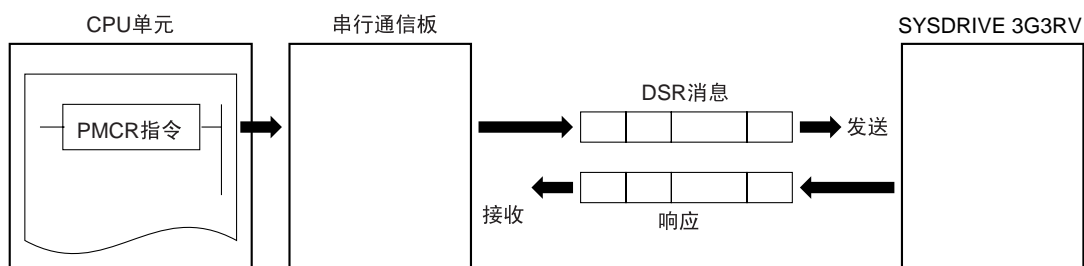 CPU单元
串行通信板
SYSDRIVE 3G3RV
DSR消息
PMCR指令
发送
接收
响应